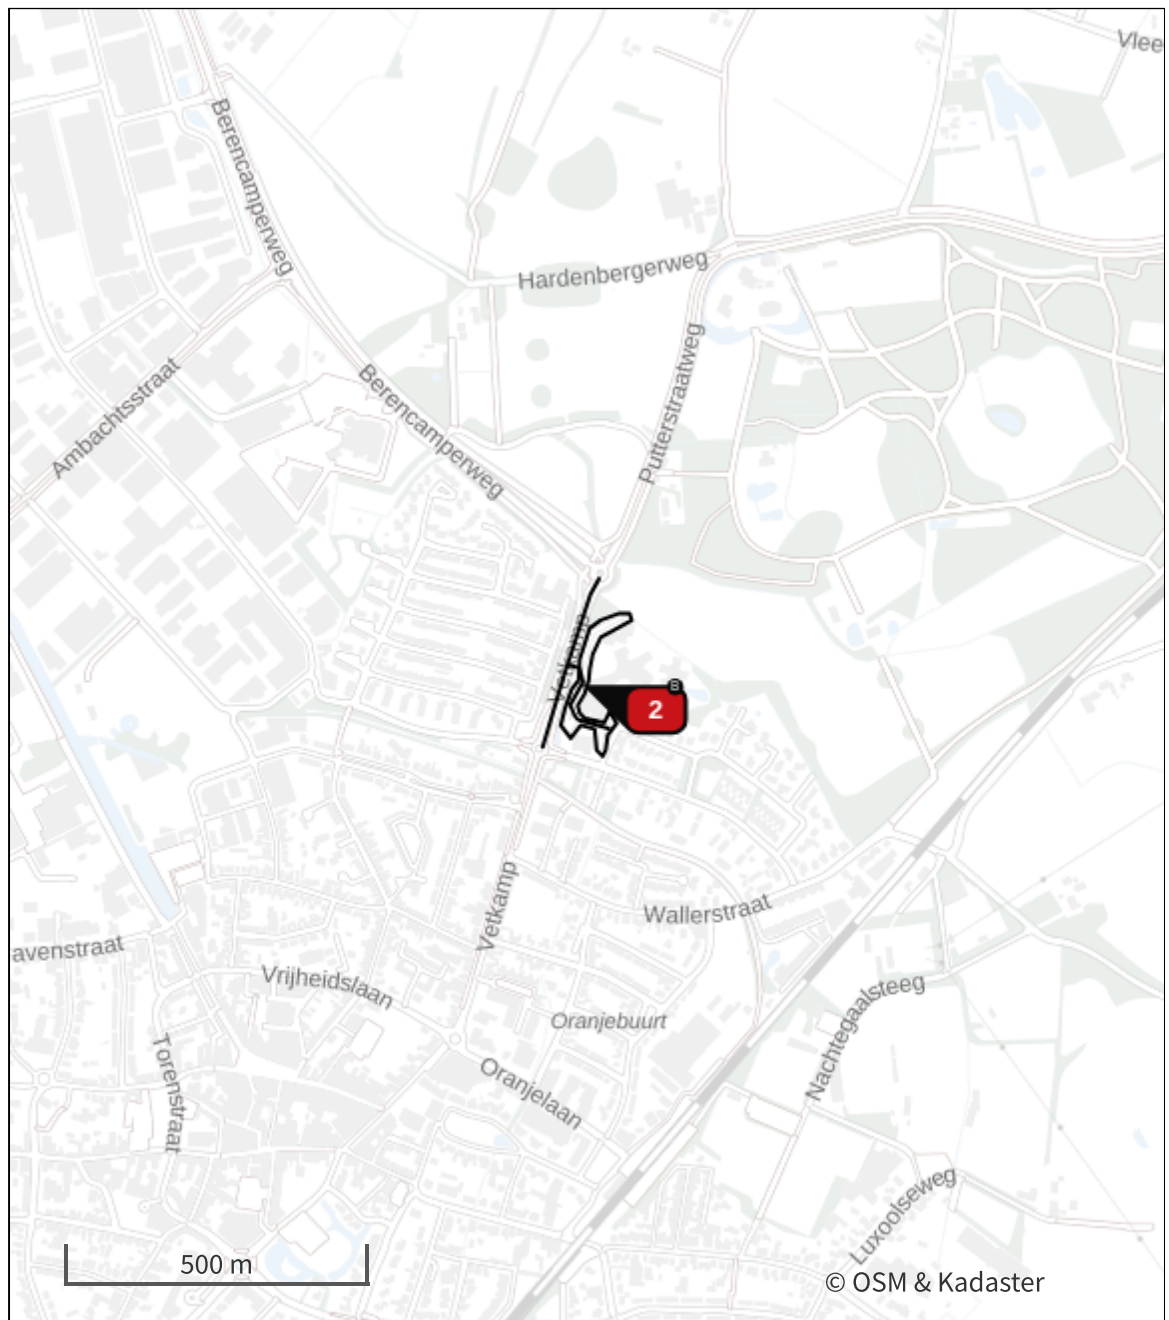 Vlee
Berencamperweg
Hardenbergerweg
Putterstraatweg
Ambachtsstraat
Berencamperweg
Vetkamp
B
2
Vetkamp
Wallerstraat
avenstraat
Vrijheidslaan
Nachtegaalsteeg
Oranjebuurt
Torenstraat
Oranjelaan
Luxoolseweg
500 m
© OSM & Kadaster